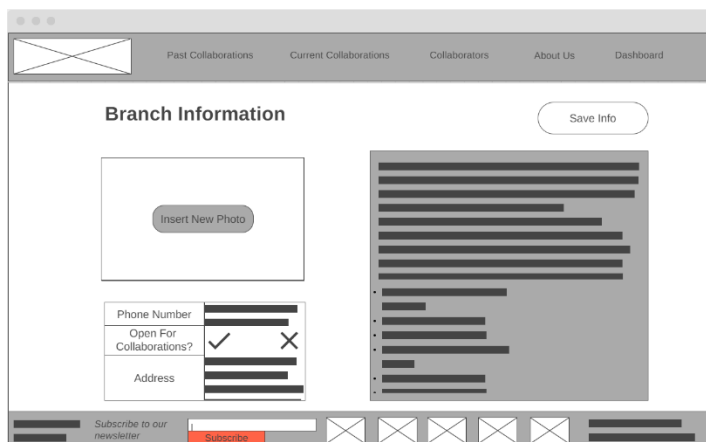 Past Collaborations Current Collaborations Collaborators About Us Dashboard
Branch Information
Save Info
Insert New Photo
Phone Number
Open For
Collaborations?
Address
Subscribe to our
newsletter
Subscribe